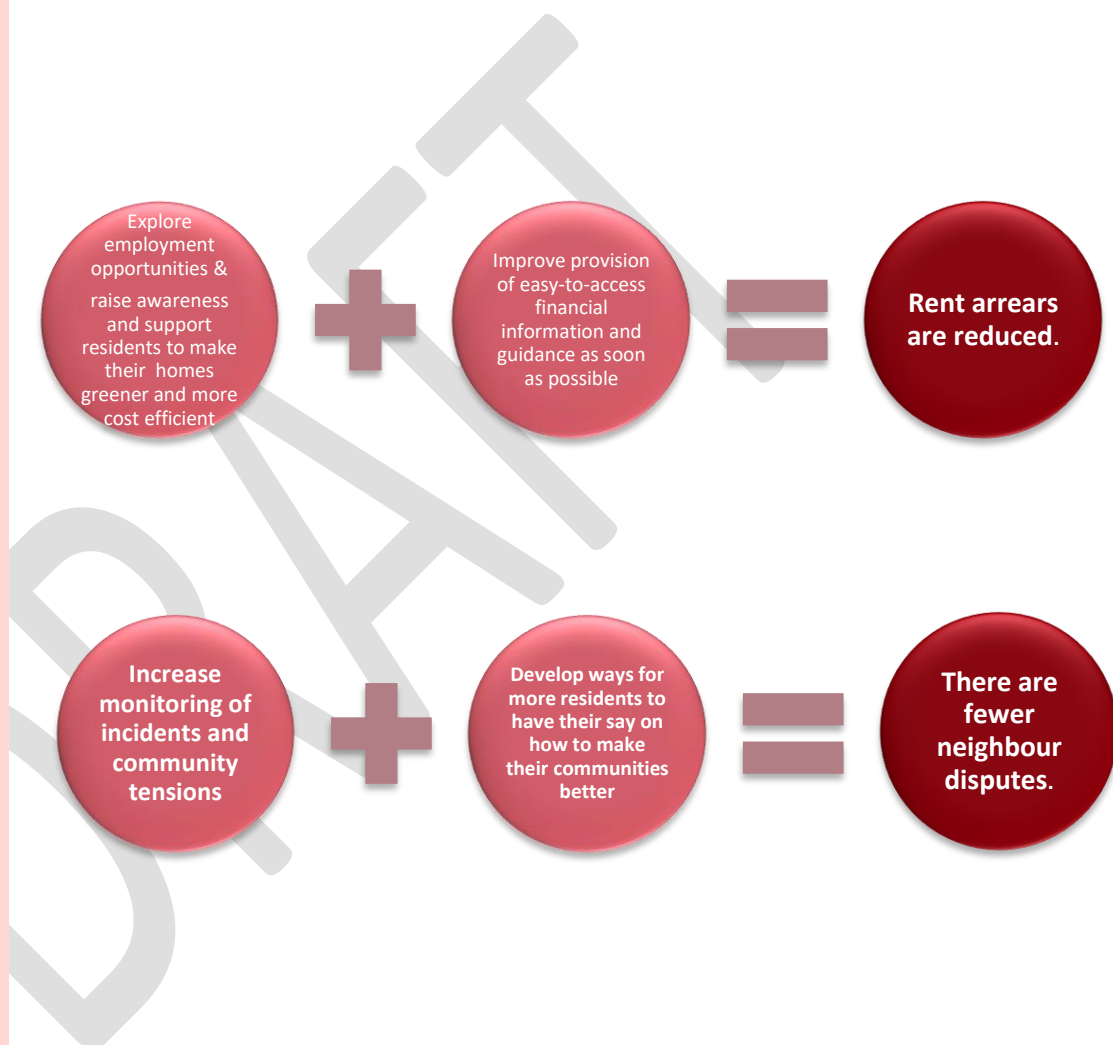 Explore
employment
opportunities &
raise awareness
and support
residents to make
their homes
greener and more
cost efficient
Improve provision
of easy-to-access
financial
information and
guidance as soon
as possible
Rent arrears
are reduced.
Increase
monitoring of
incidents and
community
tensions
Develop ways for
more residents to
have their say on
how to make
their communities
better
There are
fewer
neighbour
disputes.
DRAFT